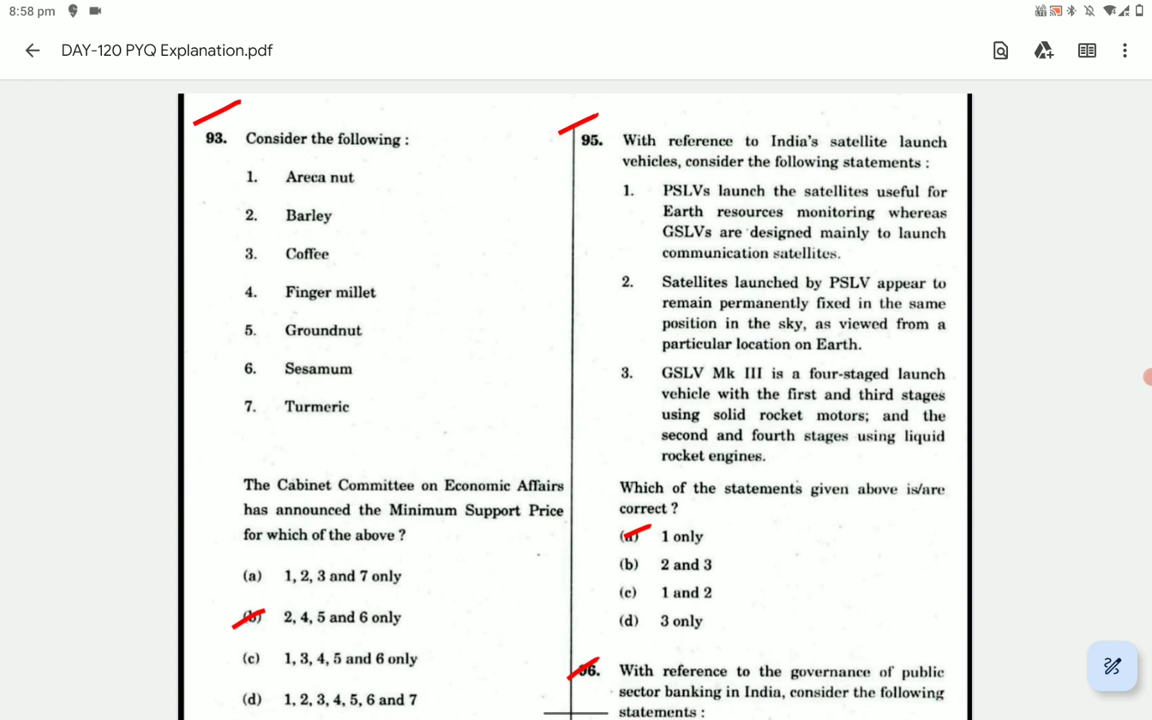 8:58 pm
DAY-120 PYQ Explanation.pdf
93. Consider the following :
1. Areca nut
2. Barley
3. Coffee
4. Finger millet
5. Groundnut
6. Sesamum
7. Turmeric
The Cabinet Committee on Economic Affairs
has announced the Minimum Support Price
for which of the above ?
(a) 1, 2, 3 and 7 only
(b) 2, 4, 5 and 6 only
(c) 1, 3, 4, 5 and 6 only
(d) 1, 2, 3, 4, 5, 6 and 7
95. With reference to India's satellite launch
vehicles, consider the following statements :
1. PSLVs launch the satellites useful for
Earth resources monitoring whereas
GSLVs are designed mainly to launch
communication satellites.
2. Satellites launched by PSLV appear to
remain permanently fixed in the same
position in the sky, as viewed from a
particular location on Earth.
3. GSLV Mk III is a four-staged launch
vehicle with the first and third stages
using solid rocket motors; and the
second and fourth stages using liquid
rocket engines.
Which of the statements given above is/are
correct ?
(a) 1 only
(b) 2 and 3
(c) 1 and 2
(d) 3 only
96. With reference to the governance of public
sector banking in India, consider the following
statements :